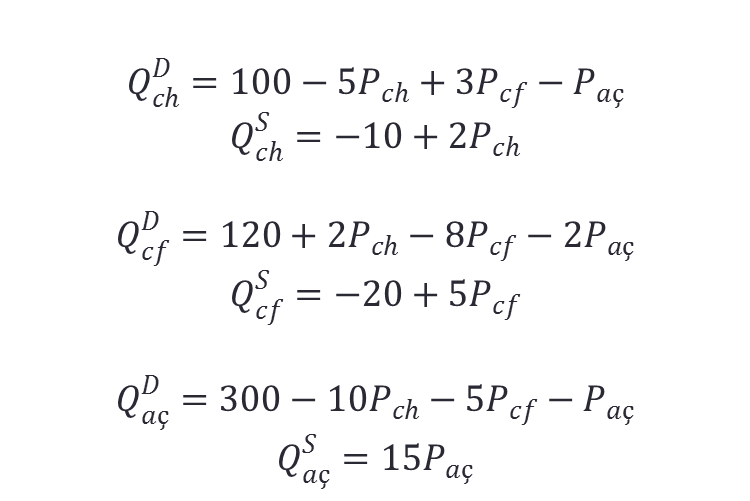 Q^D_ch = 100 − 5P_ch + 3P_cf − P_aç
Q^S_ch = −10 + 2P_ch
Q^D_cf = 120 + 2P_ch − 8P_cf − 2P_aç
Q^S_cf = −20 + 5P_cf
Q^D_aç = 300 − 10P_ch − 5P_cf − P_aç
Q^S_aç = 15P_aç